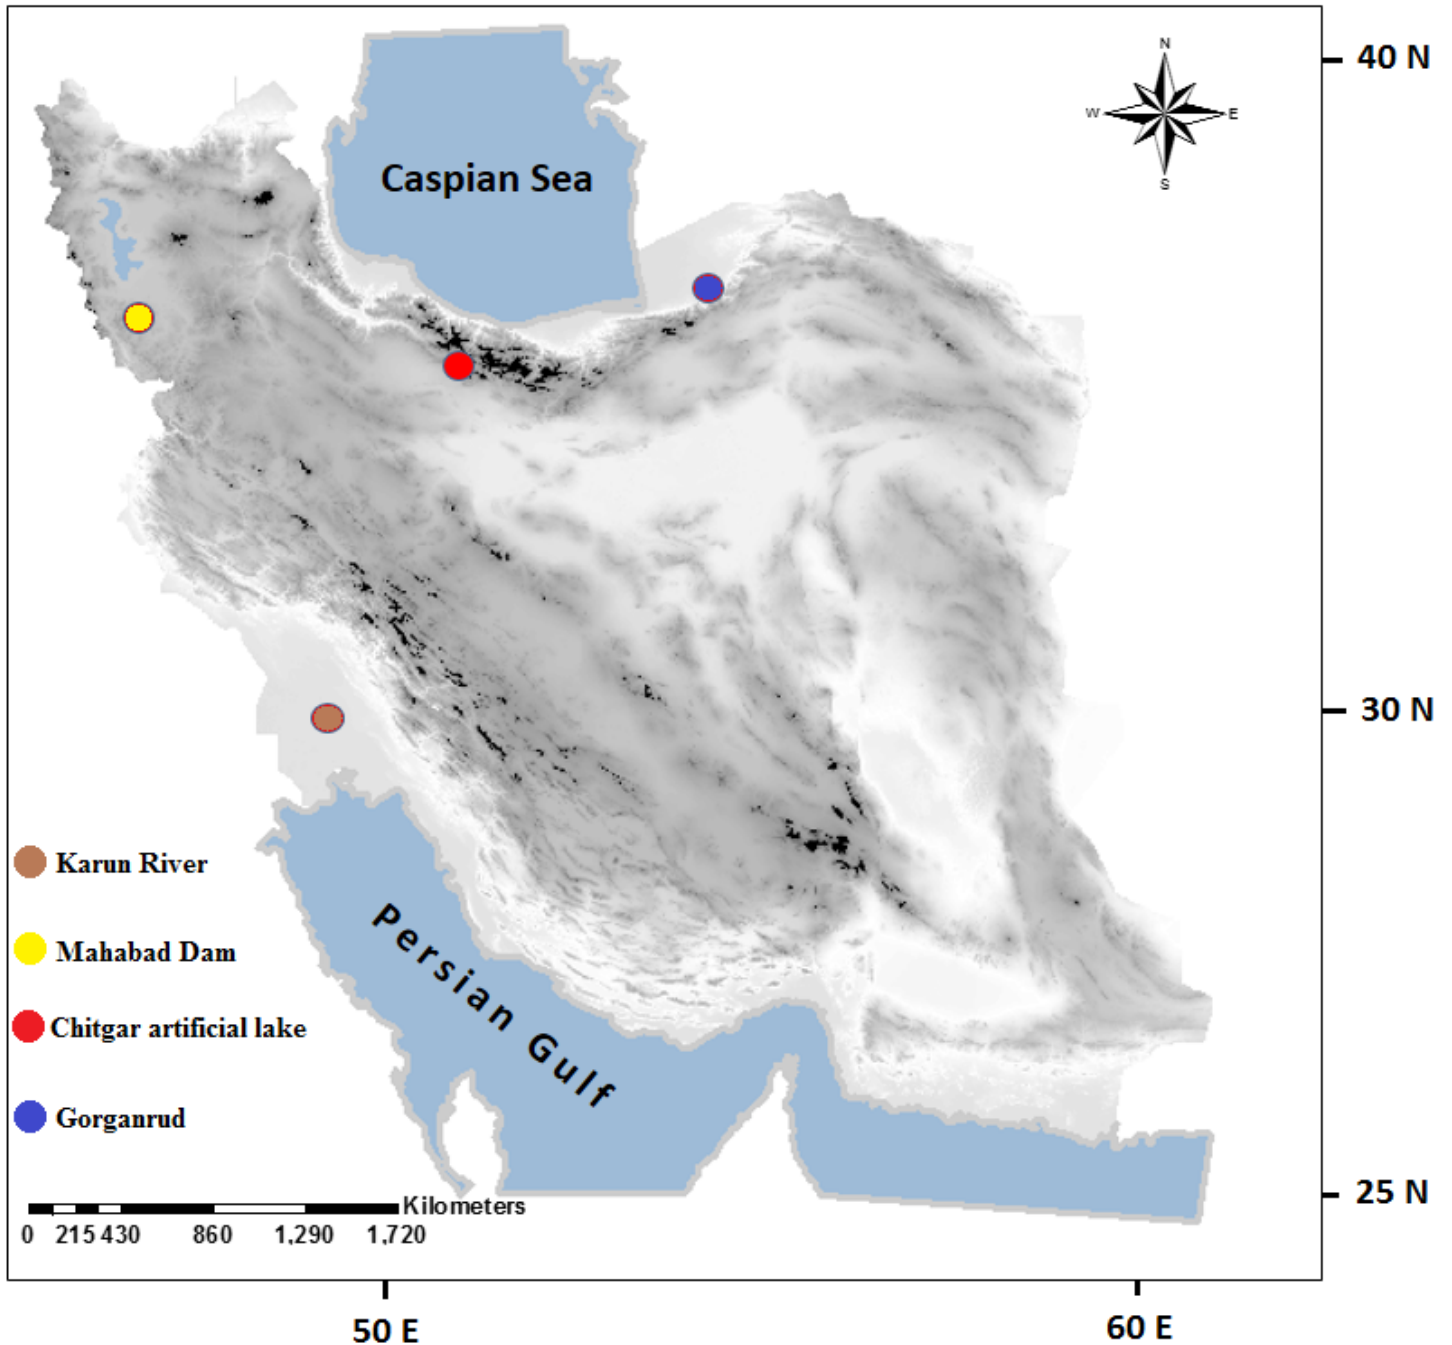 40 N
N
W E
S
Caspian Sea
30 N
Karun River
Mahabad Dam
Chitgar artificial lake
Gorganrud
Persian Gulf
25 N
Kilometers
0 215 430 860 1,290 1,720
50 E 60 E